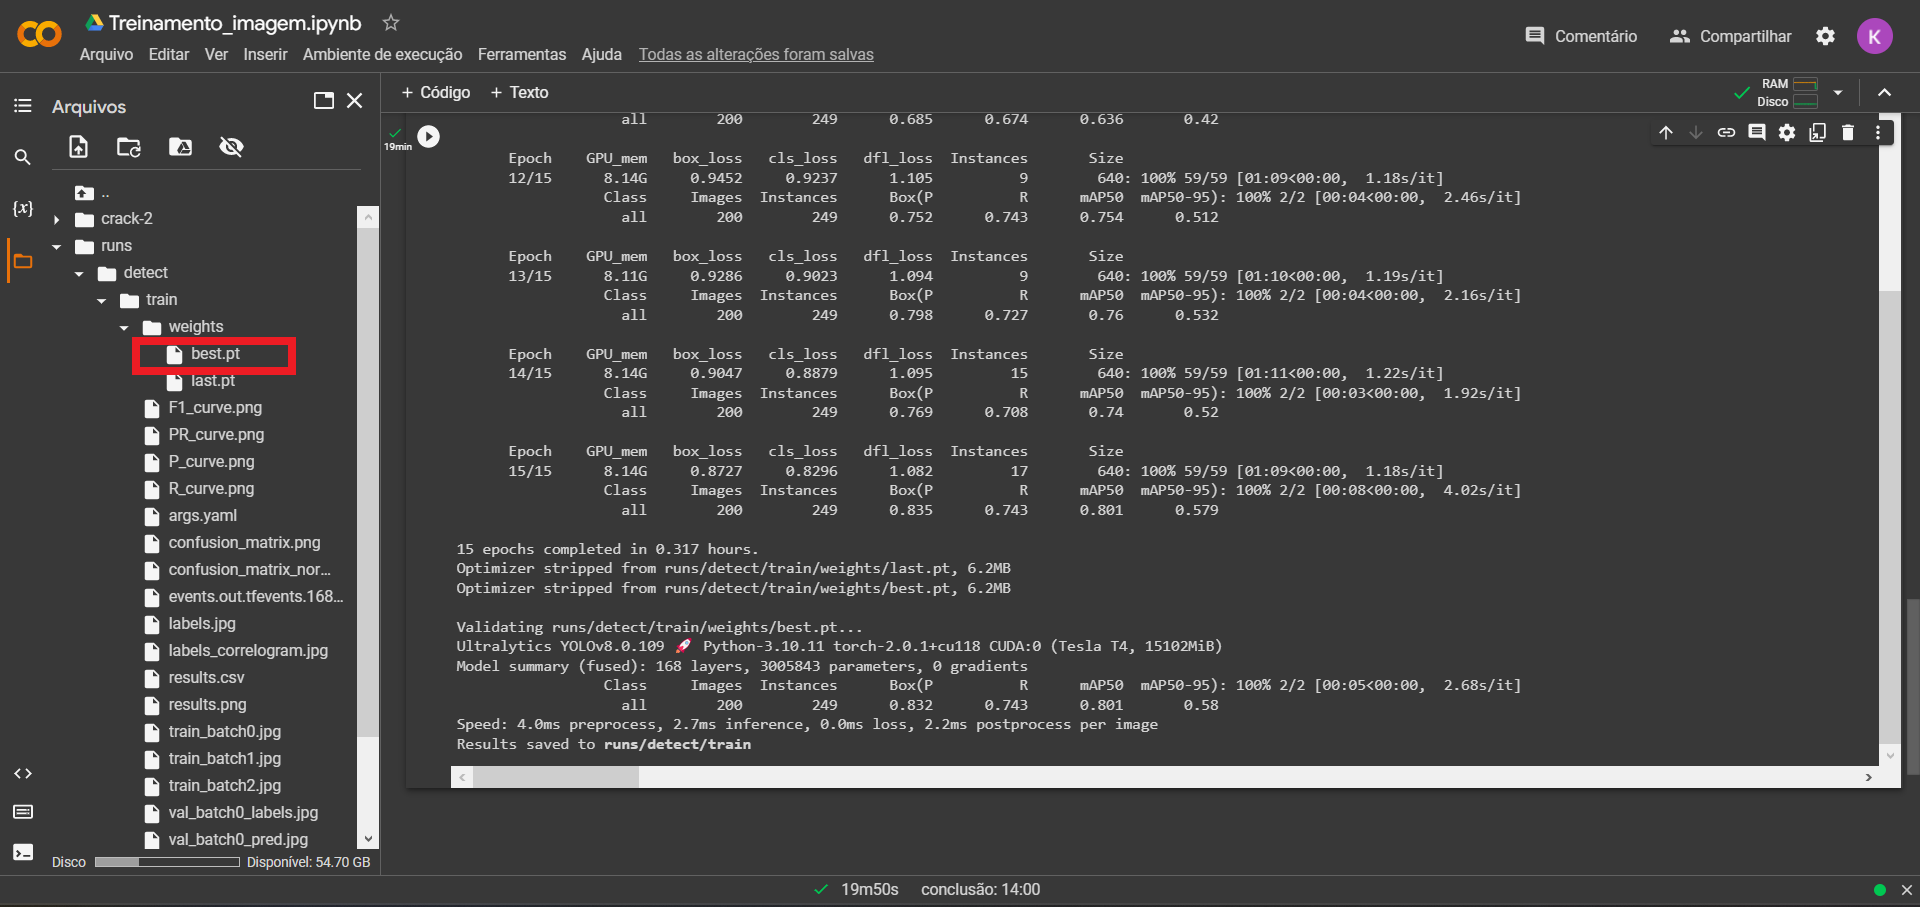 Treinamento_imagem.ipynb
Arquivo Editar Ver Inserir Ambiente de execução Ferramentas Ajuda Todas as alterações foram salvas
Comentário Compartilhar K
Arquivos
+ Código + Texto
RAM
Disco
{x}
..
crack-2
runs
detect
train
weights
best.pt
last.pt
F1_curve.png
PR_curve.png
P_curve.png
R_curve.png
args.yaml
confusion_matrix.png
confusion_matrix_nor...
events.out.tfevents.168...
labels.jpg
labels_correlogram.jpg
results.csv
results.png
train_batch0.jpg
train_batch1.jpg
train_batch2.jpg
val_batch0_labels.jpg
val_batch0_pred.jpg
Disco Disponível: 54.70 GB
19min
all 200 249 0.685 0.674 0.636 0.42
Epoch GPU_mem box_loss cls_loss dfl_loss Instances Size
12/15 8.14G 0.9452 0.9237 1.105 9 640: 100% 59/59 [01:09<00:00, 1.18s/it]
Class Images Instances Box(P R mAP50 mAP50-95): 100% 2/2 [00:04<00:00, 2.46s/it]
all 200 249 0.752 0.743 0.754 0.512
Epoch GPU_mem box_loss cls_loss dfl_loss Instances Size
13/15 8.11G 0.9286 0.9023 1.094 9 640: 100% 59/59 [01:10<00:00, 1.19s/it]
Class Images Instances Box(P R mAP50 mAP50-95): 100% 2/2 [00:04<00:00, 2.16s/it]
all 200 249 0.798 0.727 0.76 0.532
Epoch GPU_mem box_loss cls_loss dfl_loss Instances Size
14/15 8.14G 0.9047 0.8879 1.095 15 640: 100% 59/59 [01:11<00:00, 1.22s/it]
Class Images Instances Box(P R mAP50 mAP50-95): 100% 2/2 [00:03<00:00, 1.92s/it]
all 200 249 0.769 0.708 0.74 0.52
Epoch GPU_mem box_loss cls_loss dfl_loss Instances Size
15/15 8.14G 0.8727 0.8296 1.082 17 640: 100% 59/59 [01:09<00:00, 1.18s/it]
Class Images Instances Box(P R mAP50 mAP50-95): 100% 2/2 [00:08<00:00, 4.02s/it]
all 200 249 0.835 0.743 0.801 0.579
15 epochs completed in 0.317 hours.
Optimizer stripped from runs/detect/train/weights/last.pt, 6.2MB
Optimizer stripped from runs/detect/train/weights/best.pt, 6.2MB
Validating runs/detect/train/weights/best.pt...
Ultralytics YOLOv8.0.109 🚀 Python-3.10.11 torch-2.0.1+cu118 CUDA:0 (Tesla T4, 15102MiB)
Model summary (fused): 168 layers, 3005843 parameters, 0 gradients
Class Images Instances Box(P R mAP50 mAP50-95): 100% 2/2 [00:05<00:00, 2.68s/it]
all 200 249 0.832 0.743 0.801 0.58
Speed: 4.0ms preprocess, 2.7ms inference, 0.0ms loss, 2.2ms postprocess per image
Results saved to runs/detect/train
19m50s conclusão: 14:00